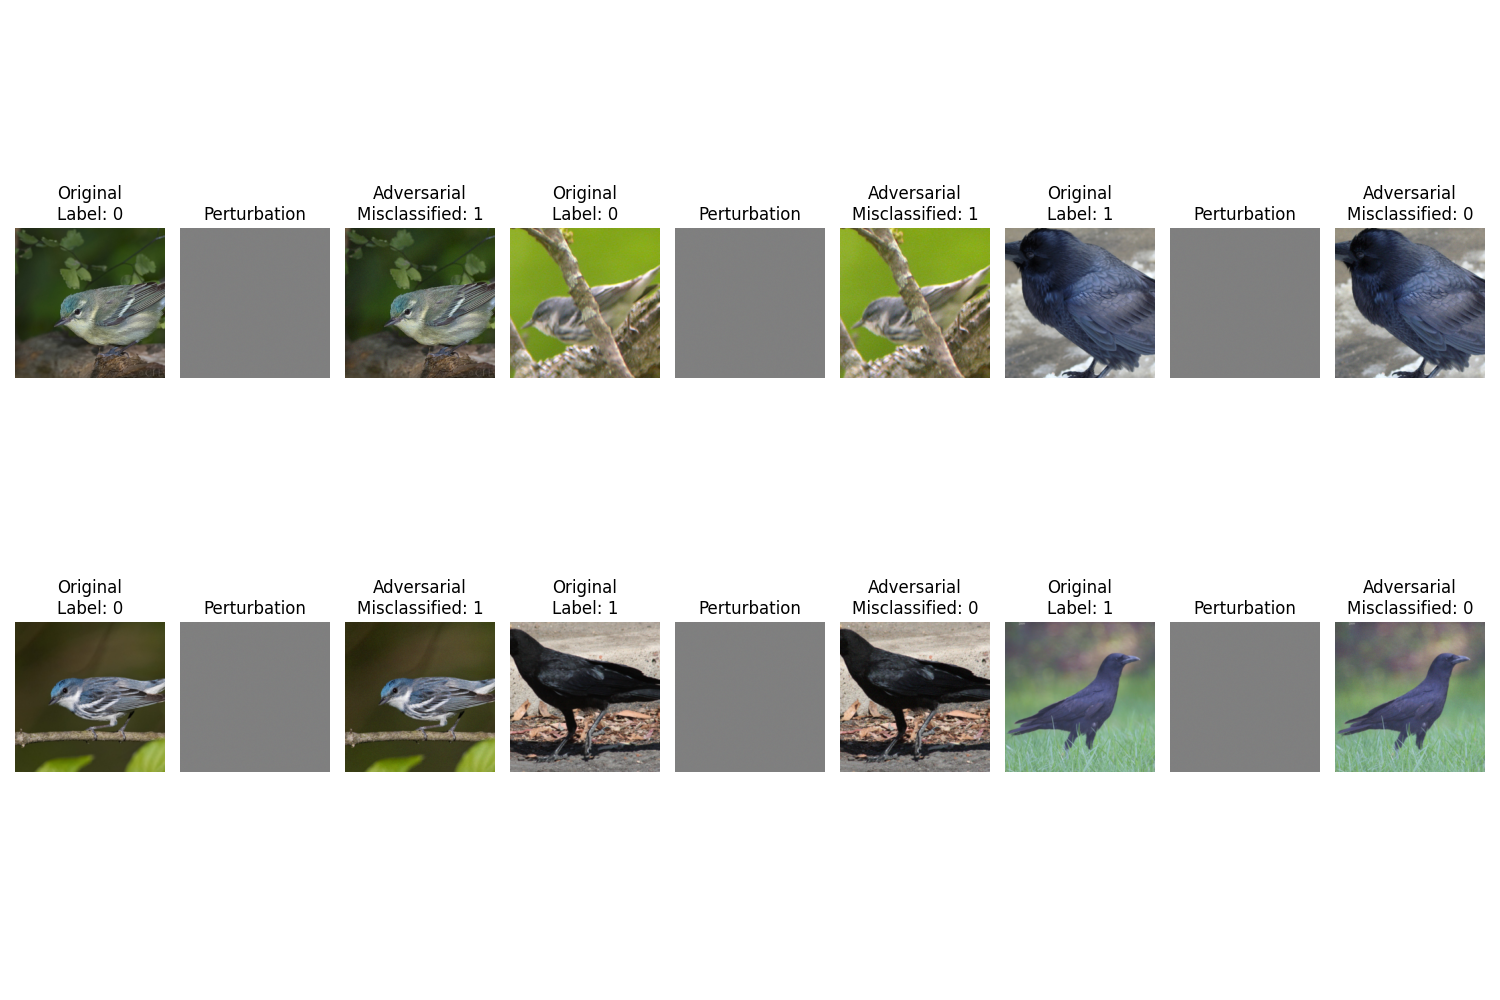 Original
Label: 0
Perturbation
Adversarial
Misclassified: 1
Original
Label: 0
Perturbation
Adversarial
Misclassified: 1
Original
Label: 1
Perturbation
Adversarial
Misclassified: 0
Original
Label: 0
Perturbation
Adversarial
Misclassified: 1
Original
Label: 1
Perturbation
Adversarial
Misclassified: 0
Original
Label: 1
Perturbation
Adversarial
Misclassified: 0